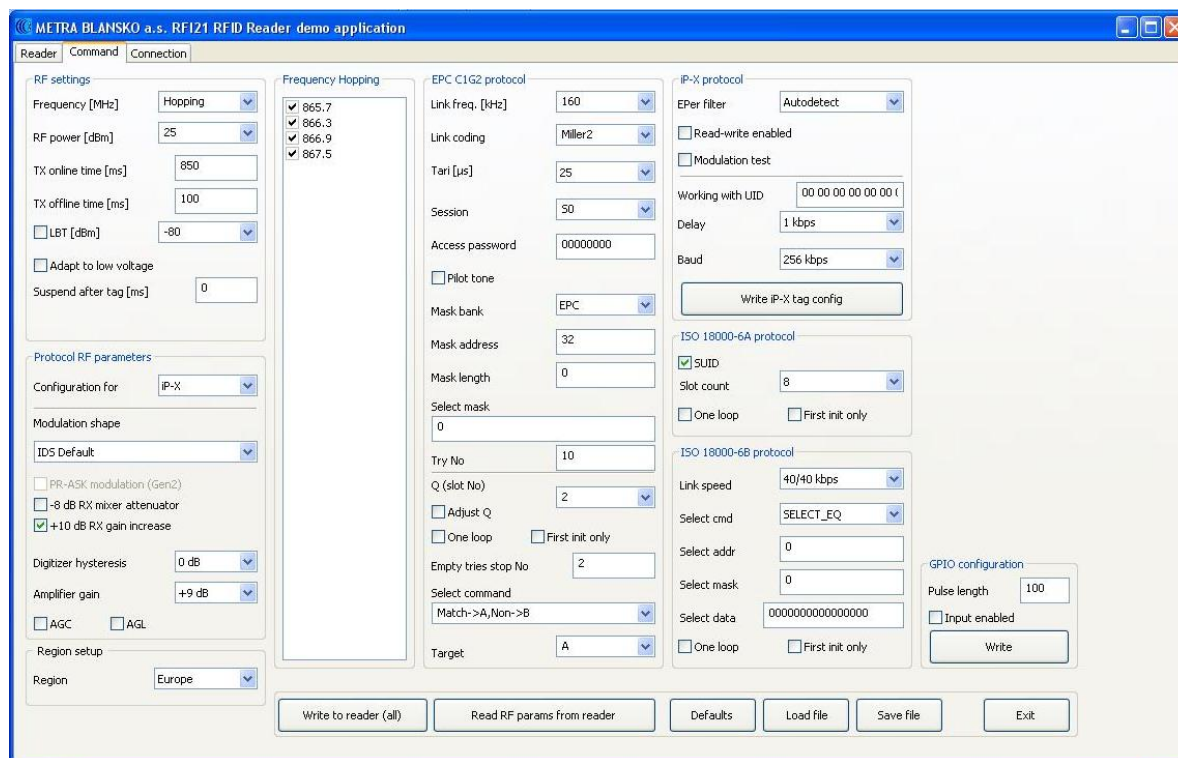 METRA BLANSKO a.s. RFI21 RFID Reader demo application
Reader Command Connection
RF settings
Frequency [MHz] Hopping
RF power [dBm] 25
TX online time [ms] 850
TX offline time [ms] 100
LBT [dBm] -80
Adapt to low voltage
Suspend after tag [ms] 0
Protocol RF parameters
Configuration for iP-X
Modulation shape
IDS Default
PR-ASK modulation (Gen2)
-8 dB RX mixer attenuator
+10 dB RX gain increase
Digitizer hysteresis 0 dB
Amplifier gain +9 dB
AGC AGL
Region setup
Region Europe
Frequency Hopping
865.7
866.3
866.9
867.5
EPC C1G2 protocol
Link freq. [kHz] 160
Link coding Miller2
Tari [µs] 25
Session S0
Access password 00000000
Pilot tone
Mask bank EPC
Mask address 32
Mask length 0
Select mask
0
Try No 10
Q (slot No) 2
Adjust Q
One loop First init only
Empty tries stop No 2
Select command
Match->A,Non->B
Target A
iP-X protocol
EPer filter Autodetect
Read-write enabled
Modulation test
Working with UID 00 00 00 00 00 00 (
Delay 1 kbps
Baud 256 kbps
Write iP-X tag config
ISO 18000-6A protocol
SUID
Slot count 8
One loop First init only
ISO 18000-6B protocol
Link speed 40/40 kbps
Select cmd SELECT_EQ
Select addr 0
Select mask 0
Select data 0000000000000000
One loop First init only
GPIO configuration
Pulse length 100
Input enabled
Write
Write to reader (all) Read RF params from reader Defaults Load file Save file Exit